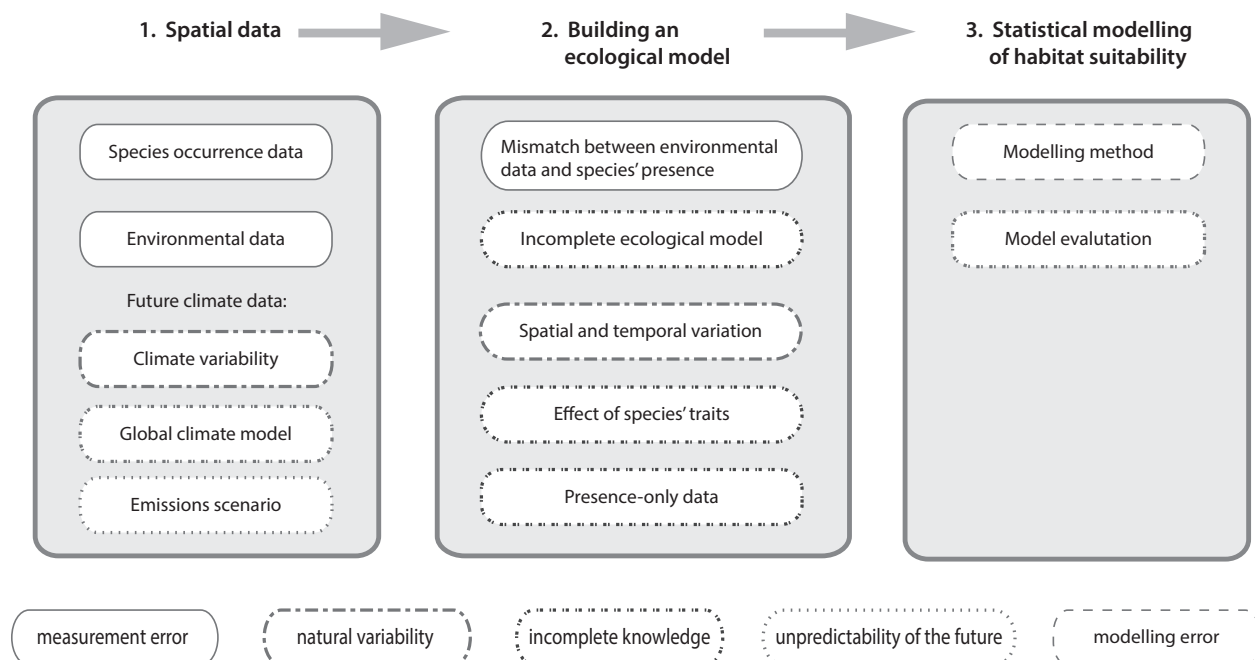 1. Spatial data
2. Building an
ecological model
3. Statistical modelling
of habitat suitability
Species occurrence data
Environmental data
Future climate data:
Climate variability
Global climate model
Emissions scenario
Mismatch between environmental
data and species' presence
Incomplete ecological model
Spatial and temporal variation
Effect of species' traits
Presence-only data
Modelling method
Model evalutation
measurement error
natural variability
incomplete knowledge
unpredictability of the future
modelling error